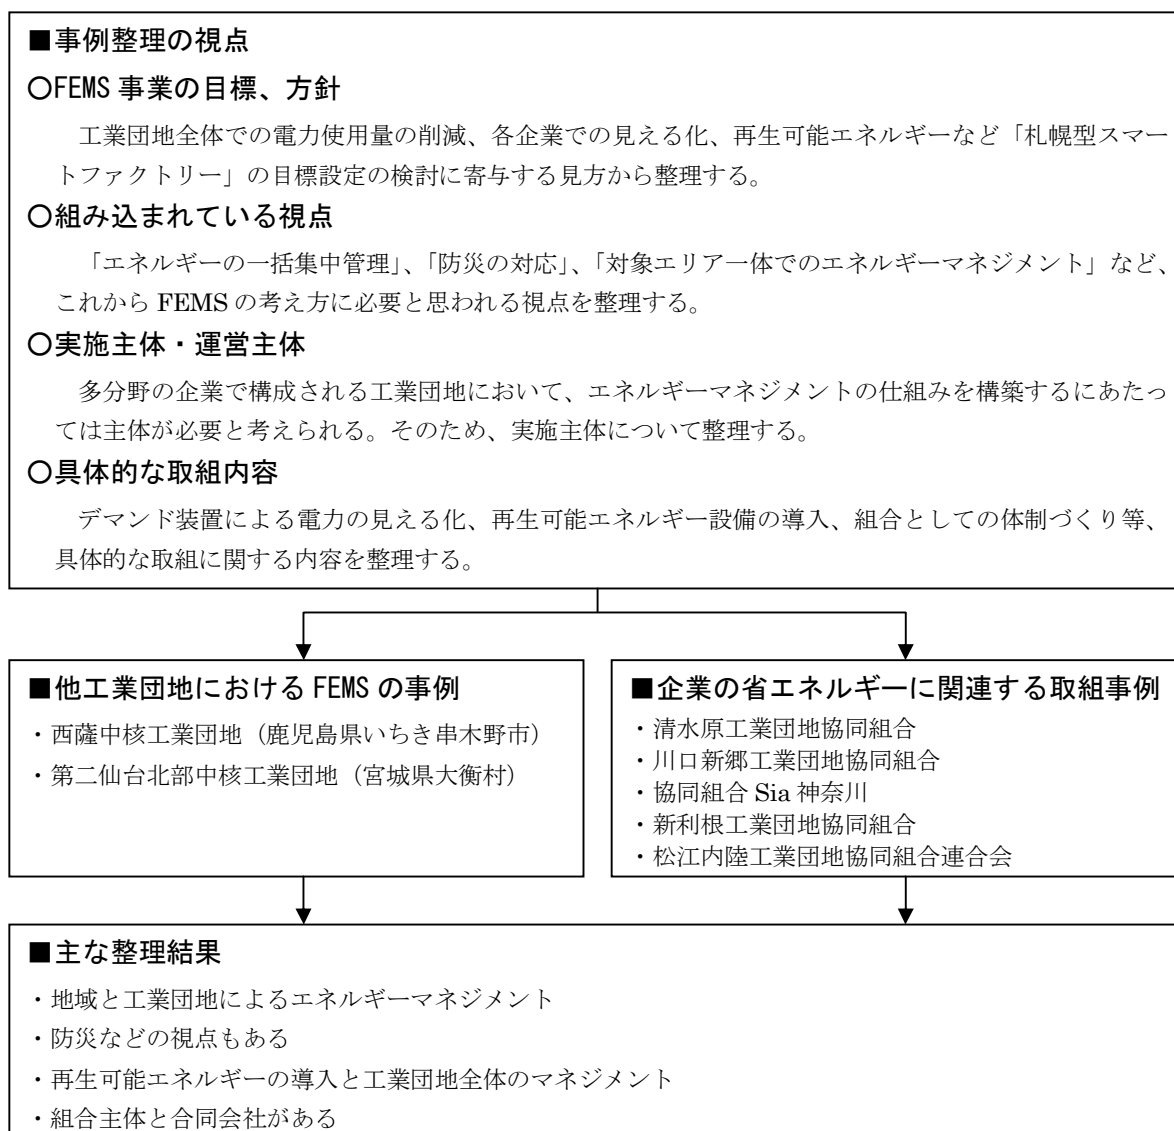 ■事例整理の視点
〇FEMS 事業の目標、方針
工業団地全体での電力使用量の削減、各企業での見える化、再生可能エネルギーなど「札幌型スマー
トファクトリー」の目標設定の検討に寄与する見方から整理する。
〇組み込まれている視点
「エネルギーの一括集中管理」、「防災の対応」、「対象エリア一体でのエネルギーマネジメント」など、
これから FEMS の考え方に必要と思われる視点を整理する。
〇実施主体・運営主体
多分野の企業で構成される工業団地において、エネルギーマネジメントの仕組みを構築するにあたっ
ては主体が必要と考えられる。そのため、実施主体について整理する。
〇具体的な取組内容
デマンド装置による電力の見える化、再生可能エネルギー設備の導入、組合としての体制づくり等、
具体的な取組に関する内容を整理する。
■他工業団地における FEMS の事例
・西薩中核工業団地（鹿児島県いちき串木野市）
・第二仙台北部中核工業団地（宮城県大衡村）
■企業の省エネルギーに関連する取組事例
・清水原工業団地協同組合
・川口新郷工業団地協同組合
・協同組合 Sia 神奈川
・新利根工業団地協同組合
・松江内陸工業団地協同組合連合会
■主な整理結果
・地域と工業団地によるエネルギーマネジメント
・防災などの視点もある
・再生可能エネルギーの導入と工業団地全体のマネジメント
・組合主体と合同会社がある